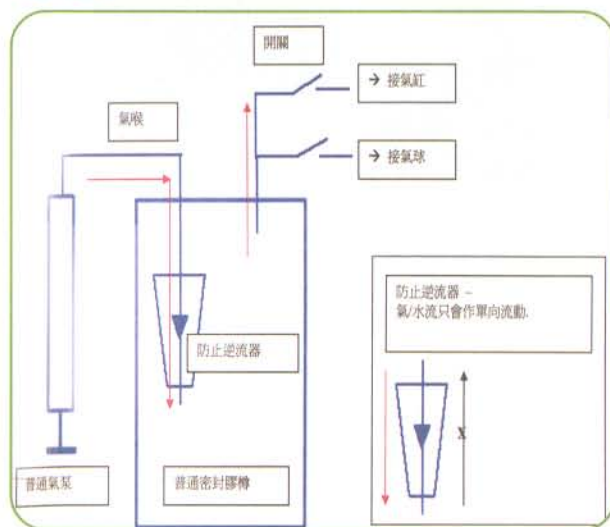 開關
→ 接氣缸
氣喉
→ 接氣球
防止逆流器 –
氣/水流只會作單向流動.
防止逆流器
X
普通氣泵
普通密封膠樽